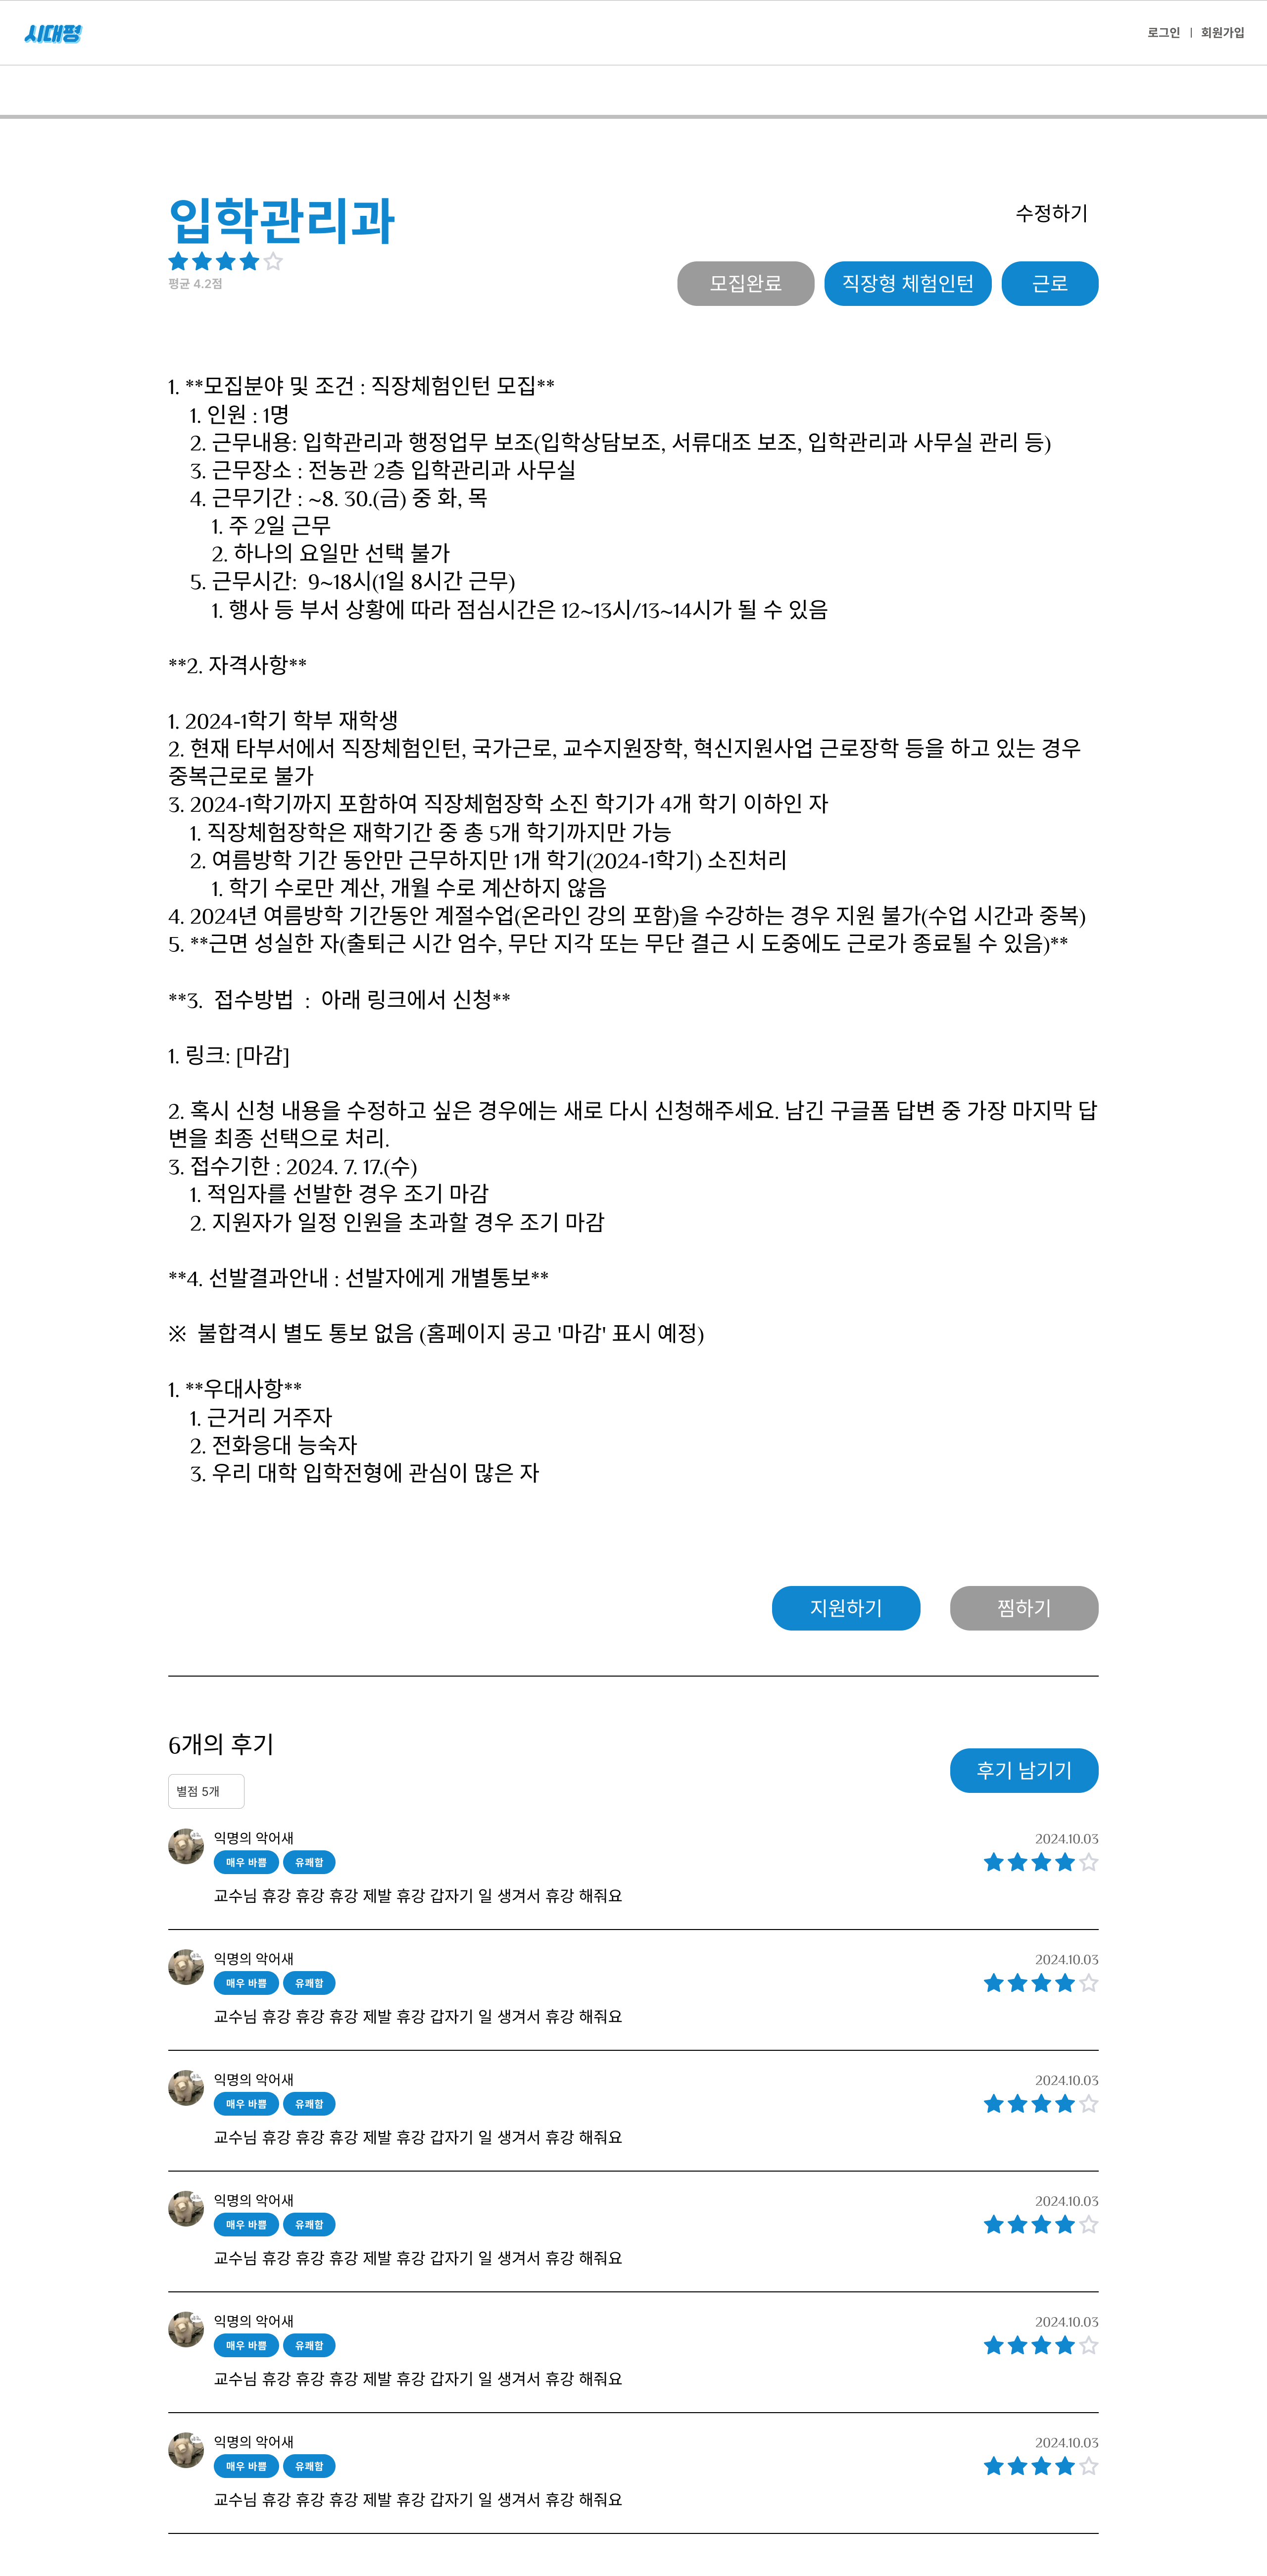 시대평
로그인 | 회원가입
입학관리과
수정하기
평균 4.2점
모집완료 직장형 체험인턴 근로
1. **모집분야 및 조건 : 직장체험인턴 모집**
1. 인원 : 1명
2. 근무내용: 입학관리과 행정업무 보조(입학상담보조, 서류대조 보조, 입학관리과 사무실 관리 등)
3. 근무장소 : 전농관 2층 입학관리과 사무실
4. 근무기간 : ~8. 30.(금) 중 화, 목
1. 주 2일 근무
2. 하나의 요일만 선택 불가
5. 근무시간:  9~18시(1일 8시간 근무)
1. 행사 등 부서 상황에 따라 점심시간은 12~13시/13~14시가 될 수 있음
**2. 자격사항**
1. 2024-1학기 학부 재학생
2. 현재 타부서에서 직장체험인턴, 국가근로, 교수지원장학, 혁신지원사업 근로장학 등을 하고 있는 경우
중복근로로 불가
3. 2024-1학기까지 포함하여 직장체험장학 소진 학기가 4개 학기 이하인 자
1. 직장체험장학은 재학기간 중 총 5개 학기까지만 가능
2. 여름방학 기간 동안만 근무하지만 1개 학기(2024-1학기) 소진처리
1. 학기 수로만 계산, 개월 수로 계산하지 않음
4. 2024년 여름방학 기간동안 계절수업(온라인 강의 포함)을 수강하는 경우 지원 불가(수업 시간과 중복)
5. **근면 성실한 자(출퇴근 시간 엄수, 무단 지각 또는 무단 결근 시 도중에도 근로가 종료될 수 있음)**
**3.  접수방법  :  아래 링크에서 신청**
1. 링크: [마감]
2. 혹시 신청 내용을 수정하고 싶은 경우에는 새로 다시 신청해주세요. 남긴 구글폼 답변 중 가장 마지막 답
변을 최종 선택으로 처리.
3. 접수기한 : 2024. 7. 17.(수)
1. 적임자를 선발한 경우 조기 마감
2. 지원자가 일정 인원을 초과할 경우 조기 마감
**4. 선발결과안내 : 선발자에게 개별통보**
※  불합격시 별도 통보 없음 (홈페이지 공고 '마감' 표시 예정)
1. **우대사항**
1. 근거리 거주자
2. 전화응대 능숙자
3. 우리 대학 입학전형에 관심이 많은 자
지원하기 찜하기
6개의 후기
후기 남기기
별점 5개
익명의 악어새 2024.10.03
매우 바쁨 유쾌함
교수님 휴강 휴강 휴강 제발 휴강 갑자기 일 생겨서 휴강 해줘요
익명의 악어새 2024.10.03
매우 바쁨 유쾌함
교수님 휴강 휴강 휴강 제발 휴강 갑자기 일 생겨서 휴강 해줘요
익명의 악어새 2024.10.03
매우 바쁨 유쾌함
교수님 휴강 휴강 휴강 제발 휴강 갑자기 일 생겨서 휴강 해줘요
익명의 악어새 2024.10.03
매우 바쁨 유쾌함
교수님 휴강 휴강 휴강 제발 휴강 갑자기 일 생겨서 휴강 해줘요
익명의 악어새 2024.10.03
매우 바쁨 유쾌함
교수님 휴강 휴강 휴강 제발 휴강 갑자기 일 생겨서 휴강 해줘요
익명의 악어새 2024.10.03
매우 바쁨 유쾌함
교수님 휴강 휴강 휴강 제발 휴강 갑자기 일 생겨서 휴강 해줘요